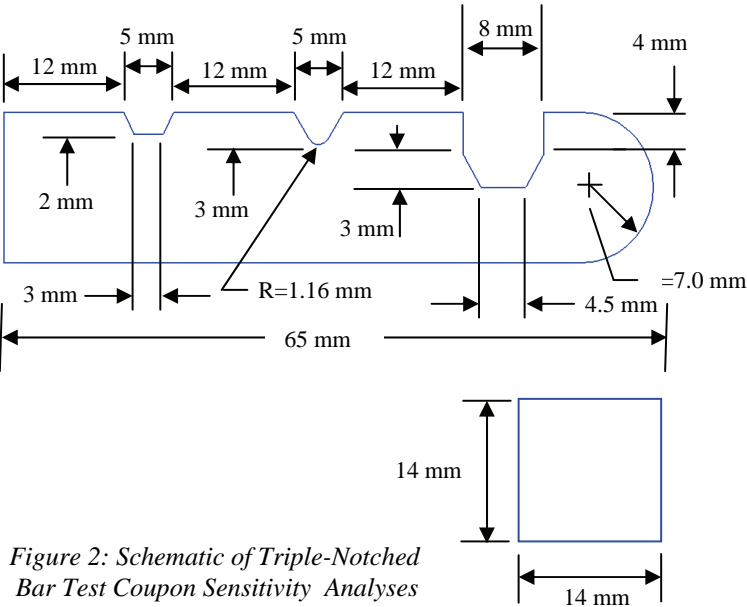 5 mm
5 mm
8 mm
4 mm
12 mm
12 mm
12 mm
2 mm
3 mm
3 mm
3 mm
R=1.16 mm
=7.0 mm
4.5 mm
65 mm
14 mm
14 mm
Figure 2: Schematic of Triple-Notched
Bar Test Coupon Sensitivity Analyses